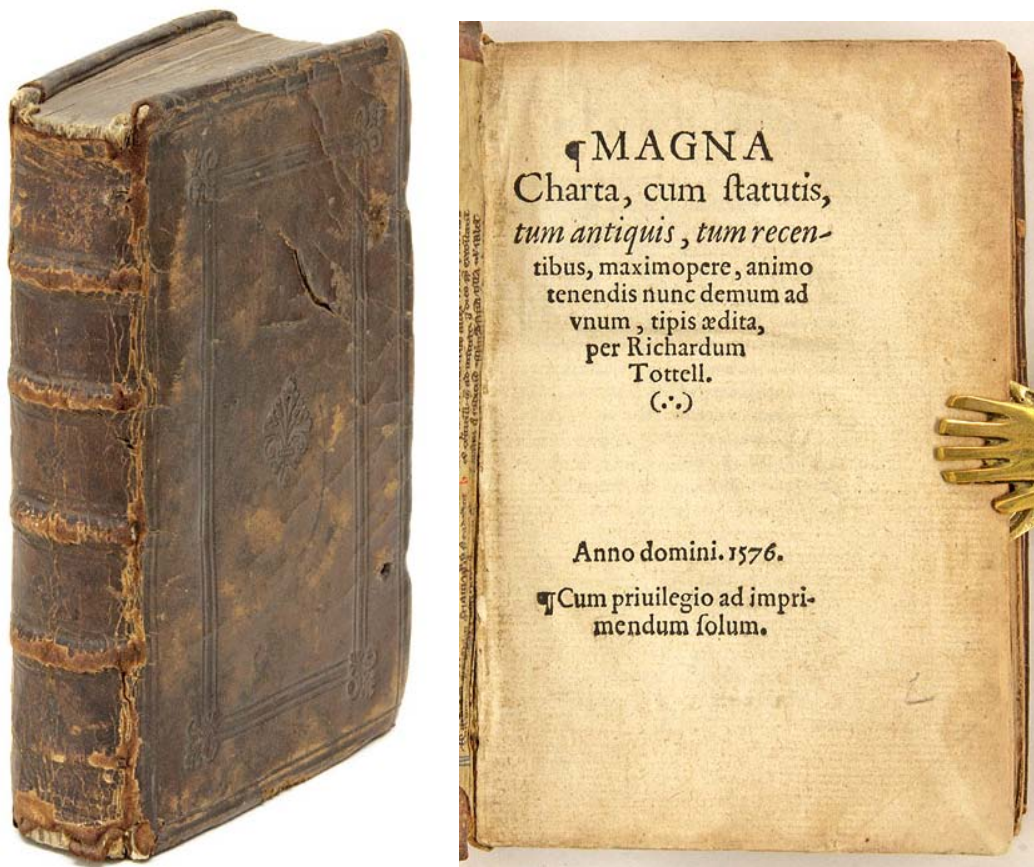 ¶MAGNA
Charta, cum ſtatutis,
tum antiquis, tum recen-
tibus, maximopere, animo
tenendis nunc demum ad
vnum, tipis ædita,
per Richardum
Tottell.
(∴)
Anno domini. 1576.
¶Cum priuilegio ad impri-
mendum ſolum.